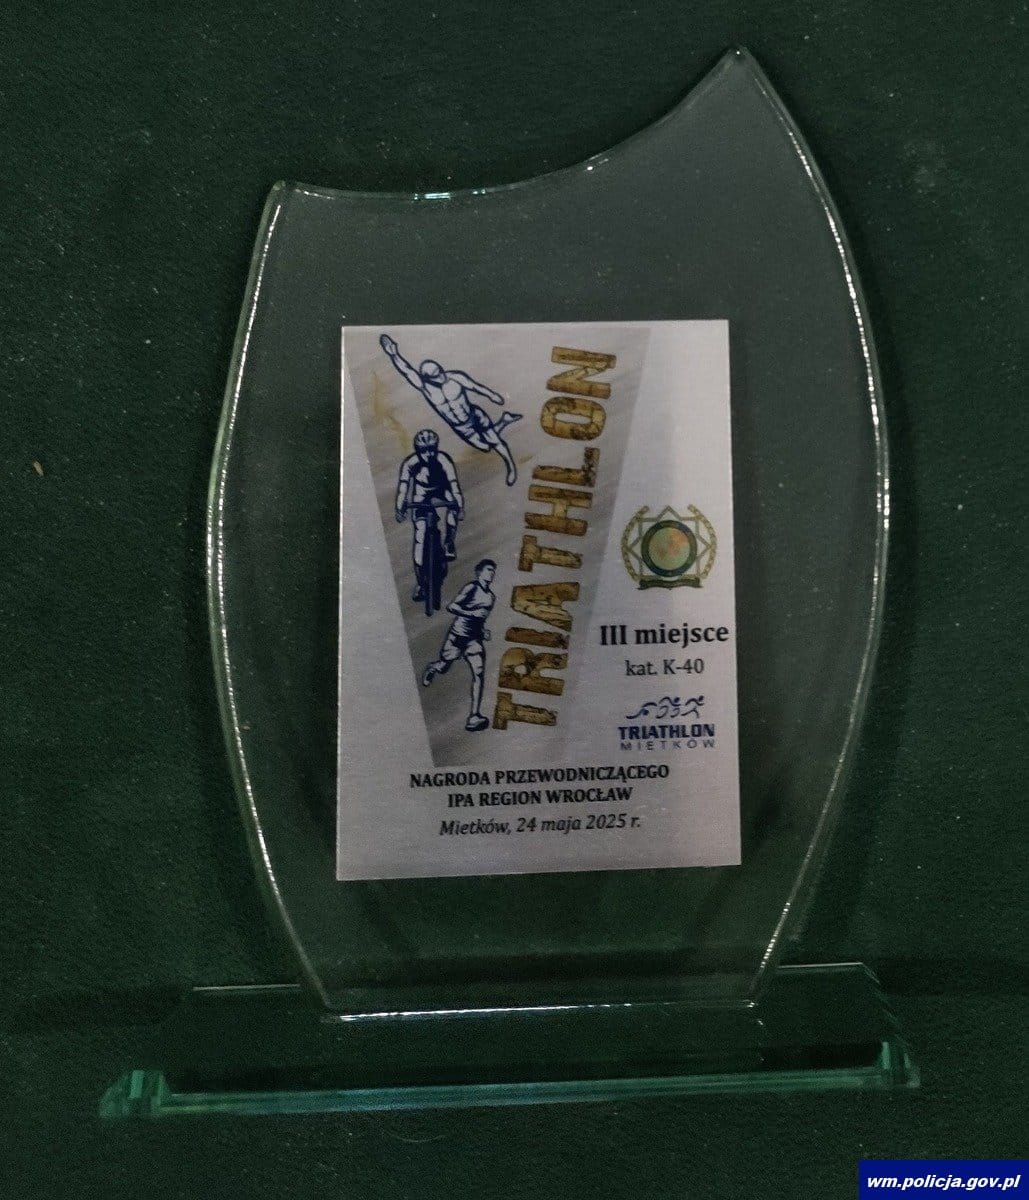 TRIATHLON
III miejsce
kat. K-40
TRIATHLON
MIETKÓW
NAGRODA PRZEWODNICZĄCEGO
IPA REGION WROCŁAW
Mietków, 24 maja 2025 r.
wm.policja.gov.pl